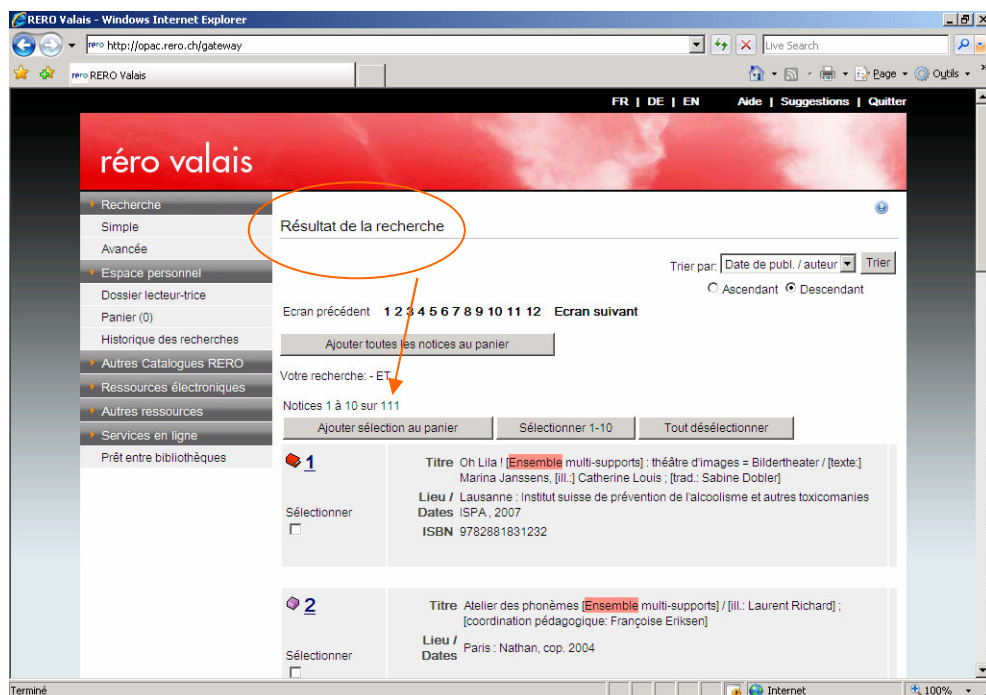 RERO Valais - Windows Internet Explorer
rero http://opac.rero.ch/gateway
Live Search
rero RERO Valais
Page
Outils
FR | DE | EN Aide | Suggestions | Quitter
réro valais
Recherche
Simple
Avancée
Espace personnel
Dossier lecteur-trice
Panier (0)
Historique des recherches
Autres Catalogues RERO
Ressources électroniques
Autres ressources
Services en ligne
Prêt entre bibliothèques
Résultat de la recherche
Trier par: Date de publ. / auteur Trier
Ascendant Descendant
Ecran précédent 1 2 3 4 5 6 7 8 9 10 11 12 Ecran suivant
Ajouter toutes les notices au panier
Votre recherche: - ET
Notices 1 à 10 sur 111
Ajouter sélection au panier Sélectionner 1-10 Tout désélectionner
1
Sélectionner
Titre Oh Lila ! [Ensemble multi-supports] : théâtre d'images = Bildertheater / [texte:]
Marina Janssens, [ill.:] Catherine Louis ; [trad.: Sabine Dobler]
Lieu / Lausanne : Institut suisse de prévention de l'alcoolisme et autres toxicomanies
Dates ISPA , 2007
ISBN 9782881831232
2
Sélectionner
Titre Atelier des phonèmes [Ensemble multi-supports] / [ill.: Laurent Richard] ;
[coordination pédagogique: Françoise Eriksen]
Lieu /
Dates Paris : Nathan, cop. 2004
Terminé
Internet
100%